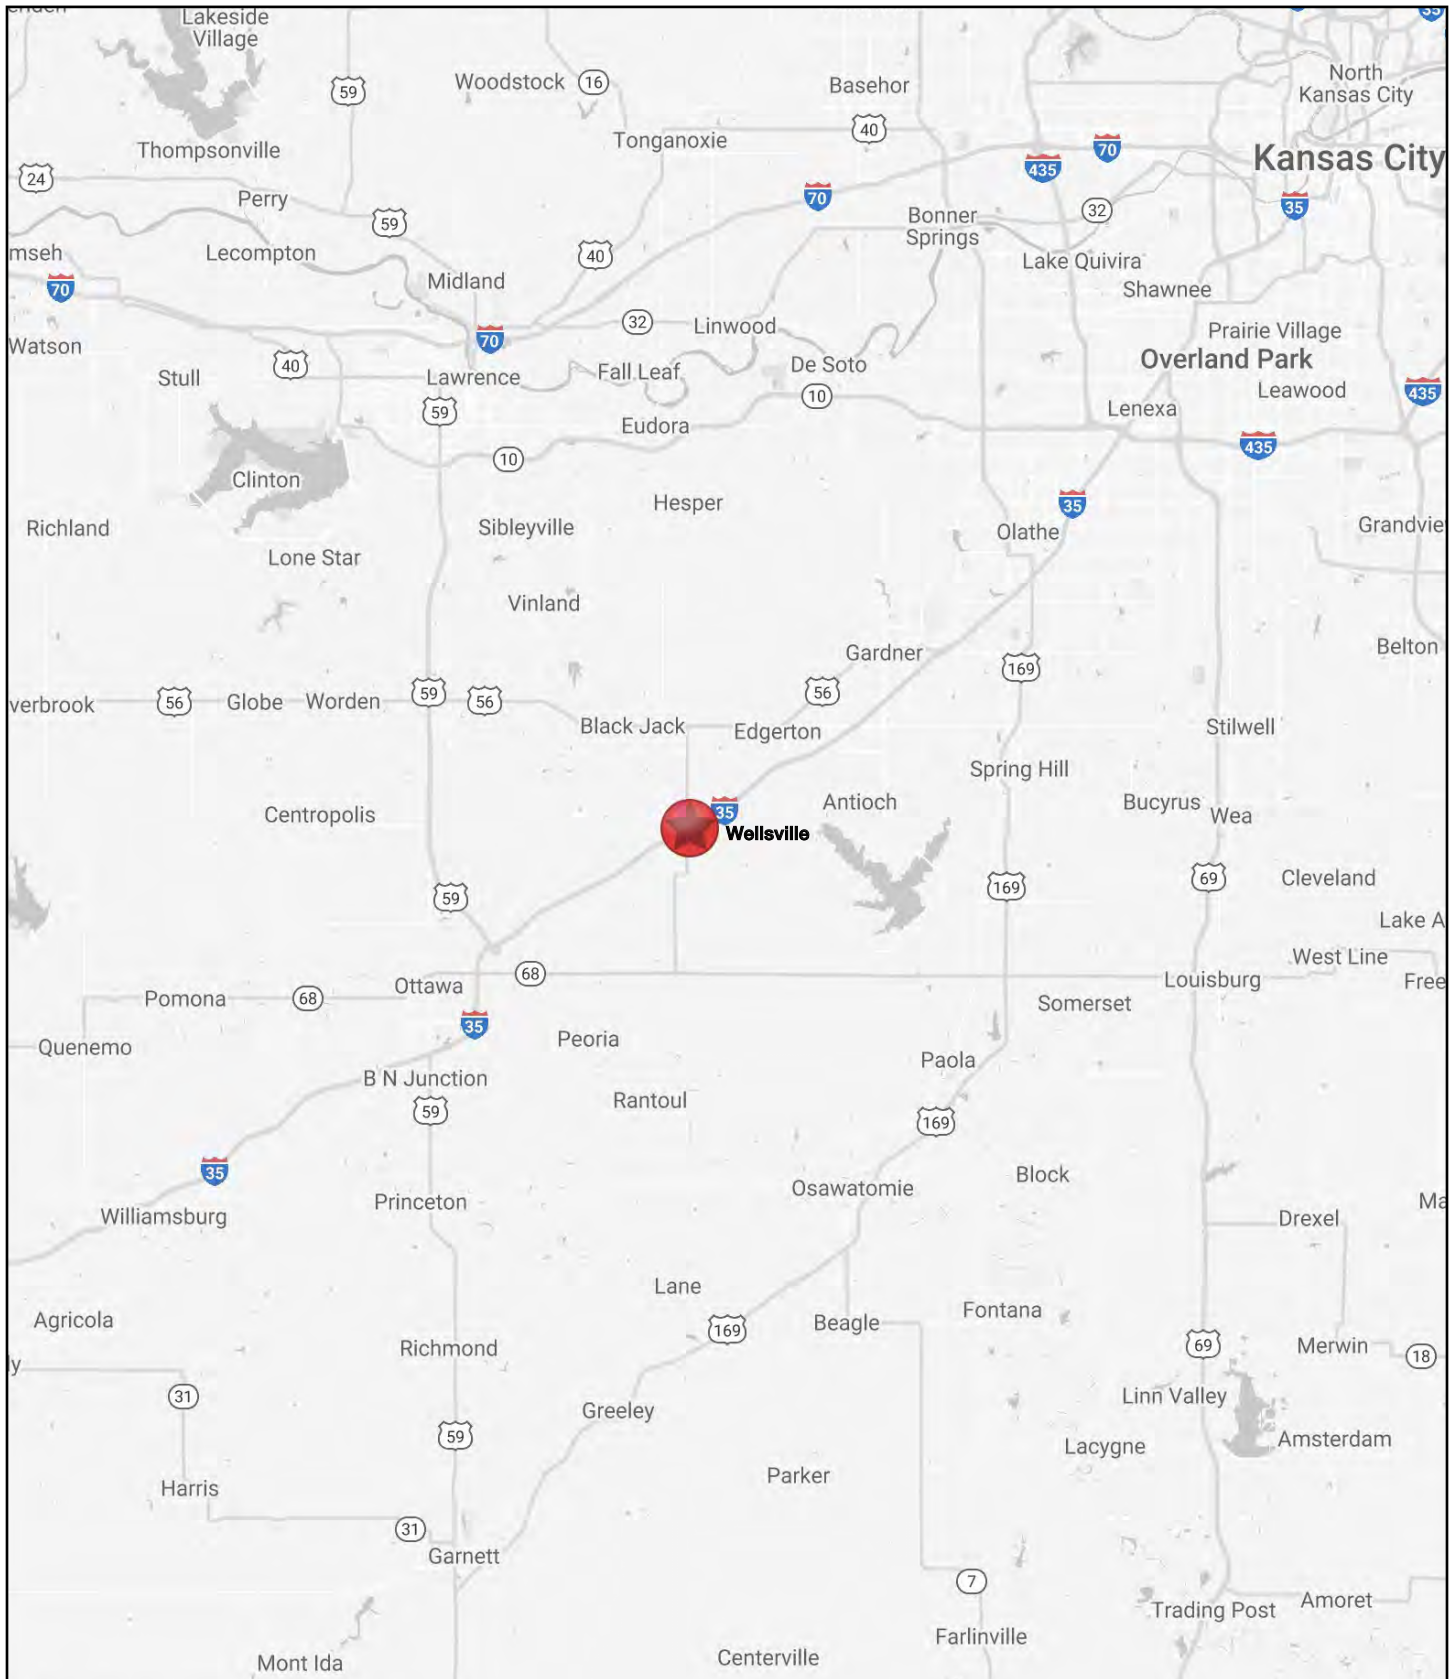 Lakeside
Village
35
59
Woodstock
16
Basehor
North
Kansas City
Tonganoxie
40
Thompsonville
70
435
Kansas City
24
Perry
70
35
59
32
Bonner
Springs
mseh
Lecompton
40
Lake Quivira
Midland
70
Shawnee
32
Linwood
Prairie Village
70
Watson
Overland Park
40
Fall Leaf
De Soto
Stull
Lawrence
Leawood
435
10
59
Lenexa
Eudora
435
10
Clinton
Hesper
35
Richland
Sibleyville
Olathe
Grandvie
Lone Star
Vinland
Belton
Gardner
169
verbrook
56
Globe
Worden
59
56
56
Black Jack
Edgerton
Stilwell
Spring Hill
Antioch
Bucyrus
Wea
Centropolis
35
Wellsville
59
169
69
Cleveland
Lake A
West Line
68
Louisburg
Free
Ottawa
Pomona
68
Somerset
35
Peoria
Quenemo
Paola
B N Junction
59
Rantoul
169
35
Block
Osawatomie
Princeton
Ma
Williamsburg
Drexel
Lane
Agricola
Fontana
169
Beagle
Richmond
69
Merwin
18
y
31
Linn Valley
Greeley
59
Lacygne
Amsterdam
Parker
Harris
31
Garnett
7
Amoret
Trading Post
Farlinville
Mont Ida
Centerville